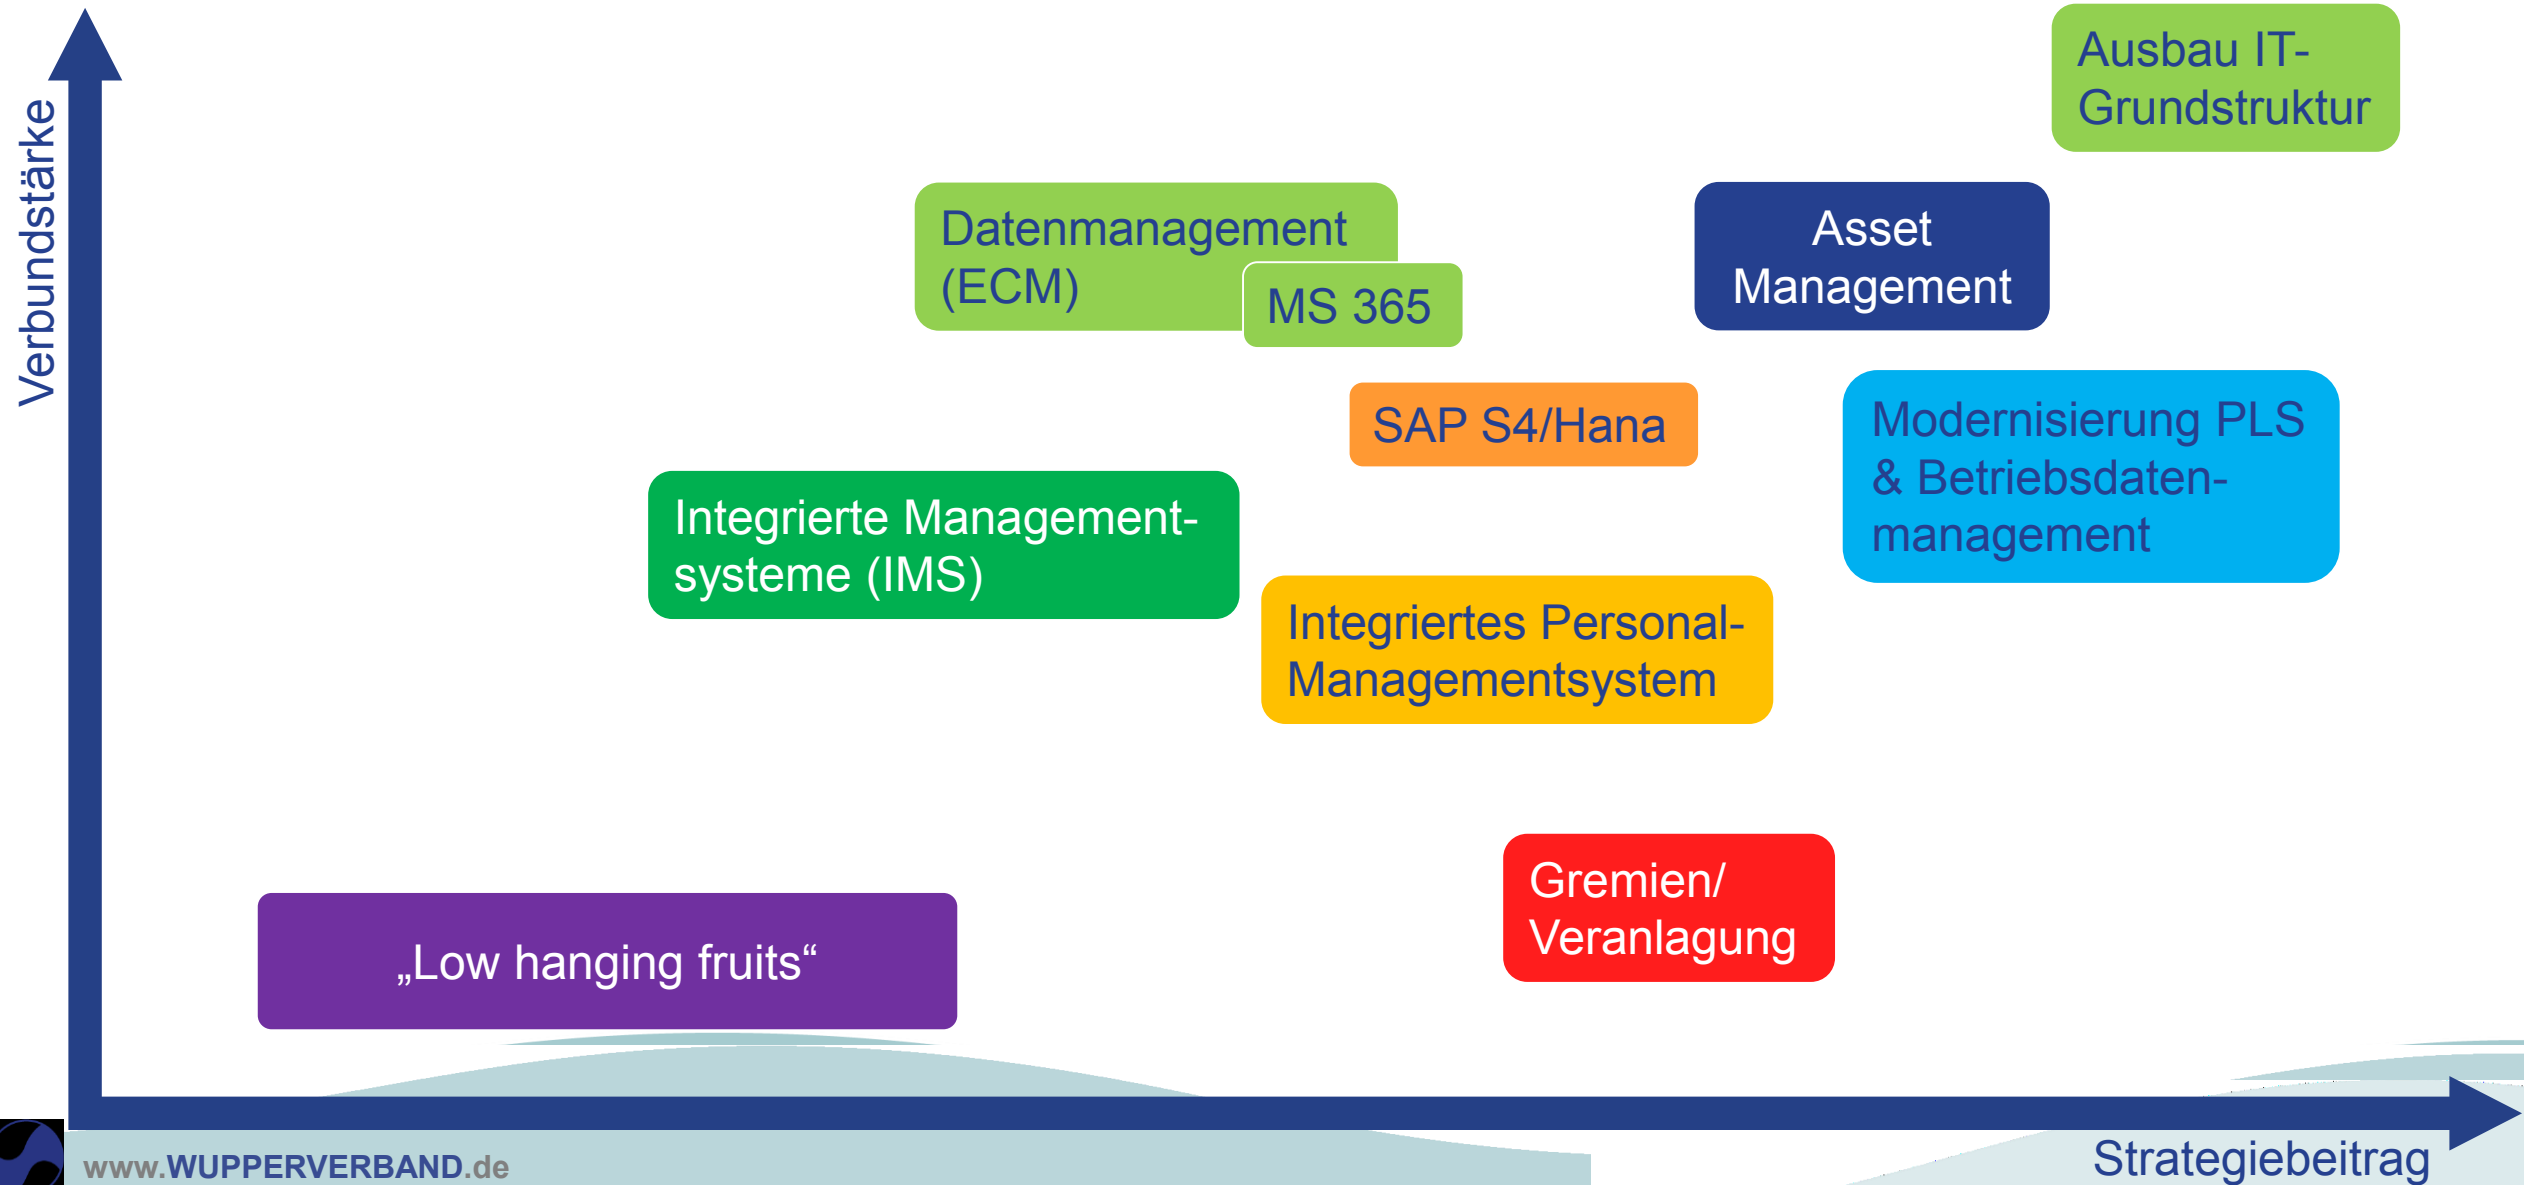 Verbundstärke
Ausbau IT-
Grundstruktur
Datenmanagement
(ECM)
MS 365
Asset
Management
SAP S4/Hana
Modernisierung PLS
& Betriebsdaten-
management
Integrierte Management-
systeme (IMS)
Integriertes Personal-
Managementsystem
Gremien/
Veranlagung
„Low hanging fruits“
Strategiebeitrag
www.WUPPERVERBAND.de